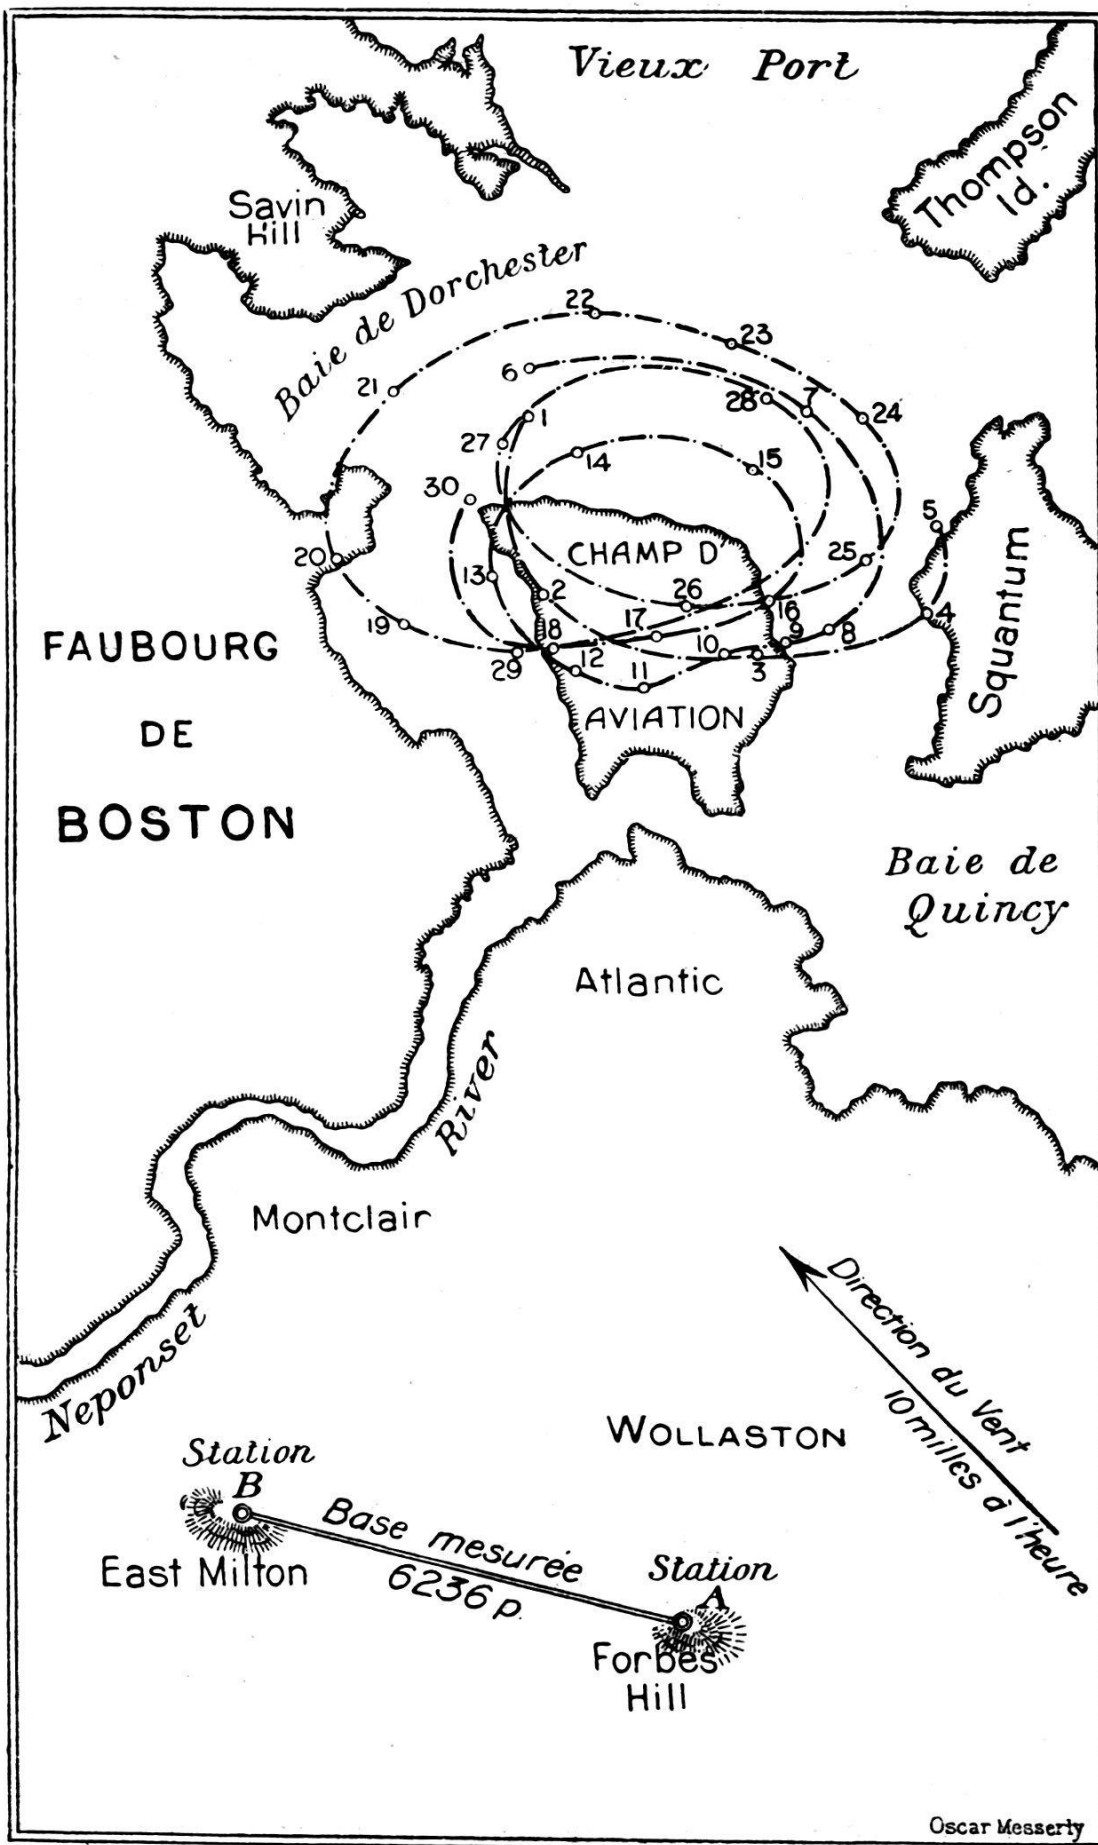 Vieux Port
Thompson
Id.
Savin
Hill
Baie de Dorchester
22
23
6
21
7
28
24
1
27
14
15
30
5
CHAMP D'
25
20
13
2
26
16
4
17
19
18
9
8
10
29
12
11
3
Squantum
FAUBOURG
DE
BOSTON
AVIATION
Baie de
Quincy
Atlantic
River
Montclair
Neponset
Direction du Vent
10 milles à l'heure
WOLLASTON
Station
B
Base mesurée
6236 p.
East Milton
Station
A
Forbes
Hill
Oscar Messerly